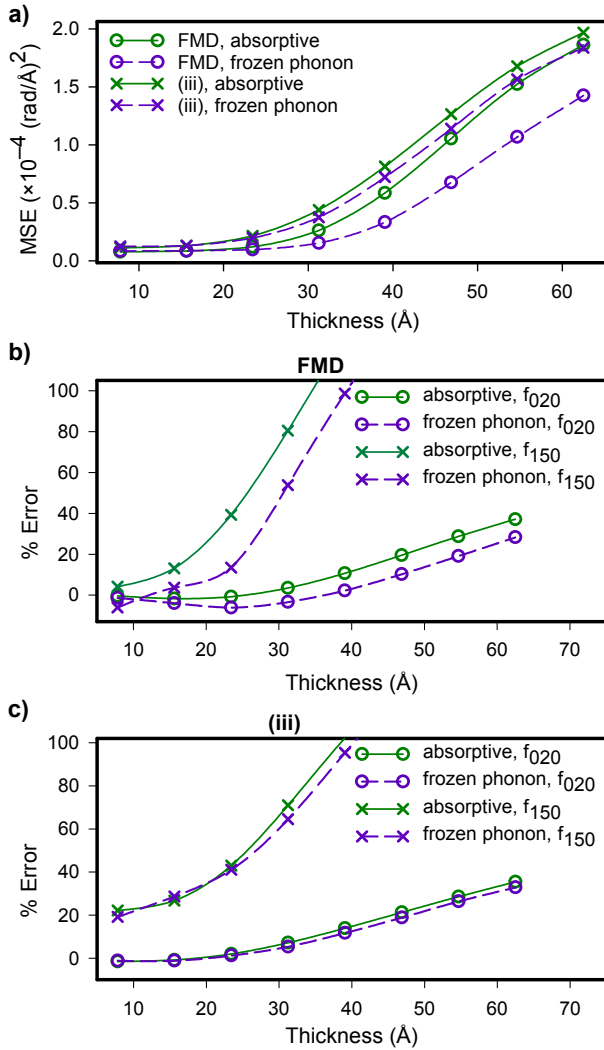 a)
2.0
1.5
1.0
0.5
0.0
MSE (×10⁻⁴ (rad/Å)²)
FMD, absorptive
FMD, frozen phonon
(iii), absorptive
(iii), frozen phonon
10 20 30 40 50 60
Thickness (Å)
b)
FMD
100
80
60
40
20
0
% Error
absorptive, f₀₂₀
frozen phonon, f₀₂₀
absorptive, f₁₅₀
frozen phonon, f₁₅₀
10 20 30 40 50 60 70
Thickness (Å)
c)
(iii)
100
80
60
40
20
0
% Error
absorptive, f₀₂₀
frozen phonon, f₀₂₀
absorptive, f₁₅₀
frozen phonon, f₁₅₀
10 20 30 40 50 60 70
Thickness (Å)